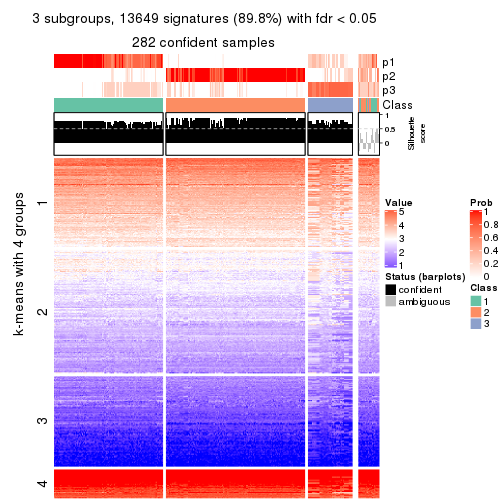 3 subgroups, 13649 signatures (89.8%) with fdr < 0.05
282 confident samples
p1
p2
p3
Class
1
0.5
0
Silhouette
score
k-means with 4 groups
1
2
3
4
Value
5
4
3
2
1
Status (barplots)
confident
ambiguous
Prob
1
0.8
0.6
0.4
0.2
0
Class
1
2
3